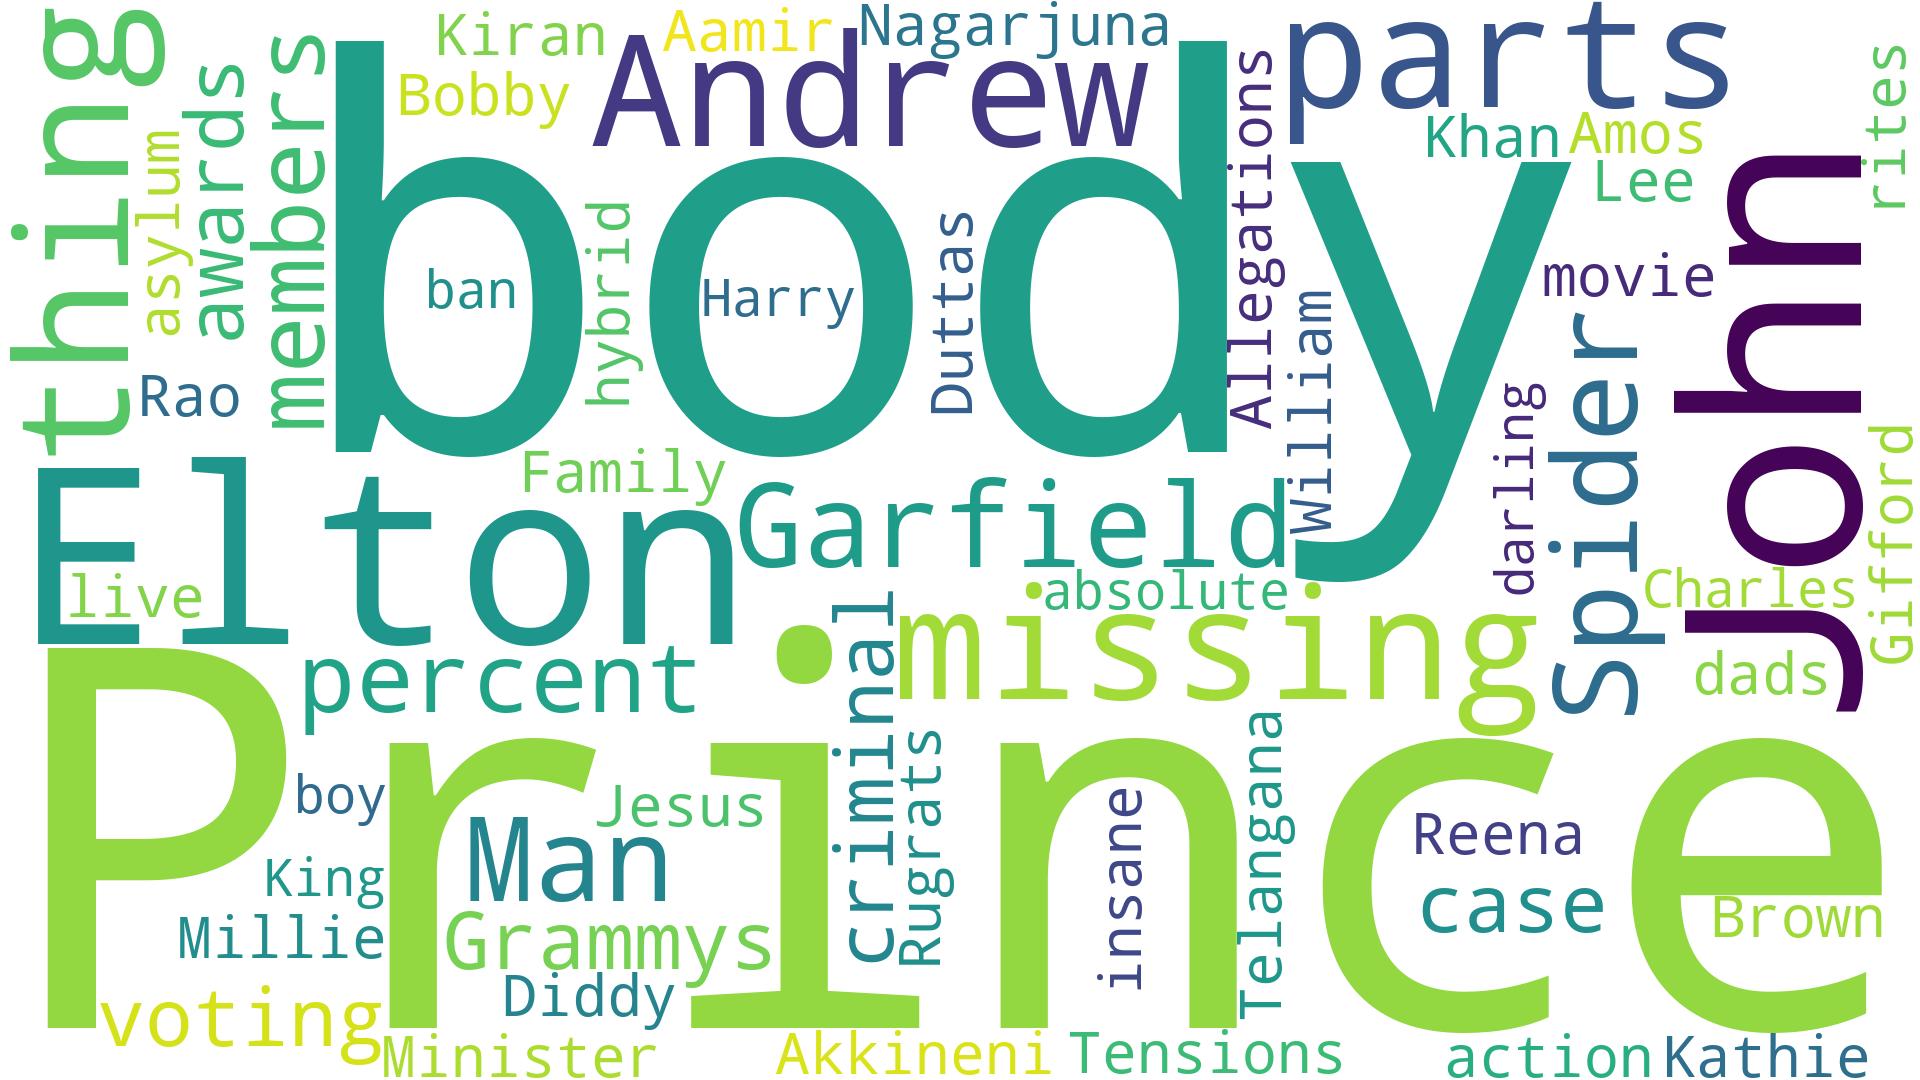 thing
asylum
awards
members
Kiran
Aamir
Nagarjuna
Bobby
Andrew
parts
Khan
Amos
Lee
rites
body
ban
hybrid
Harry
Duttas
Allegations
William
movie
John
Spider
darling
Rao
Family
Elton
Garfield
live
absolute
Charles
Gifford
dads
percent
missing
criminal
Prince
boy
Jesus
Man
Rugrats
insane
Telangana
Reena
King
case
Millie
Grammys
Brown
Diddy
voting
Minister
Akkineni
Tensions
action
Kathie